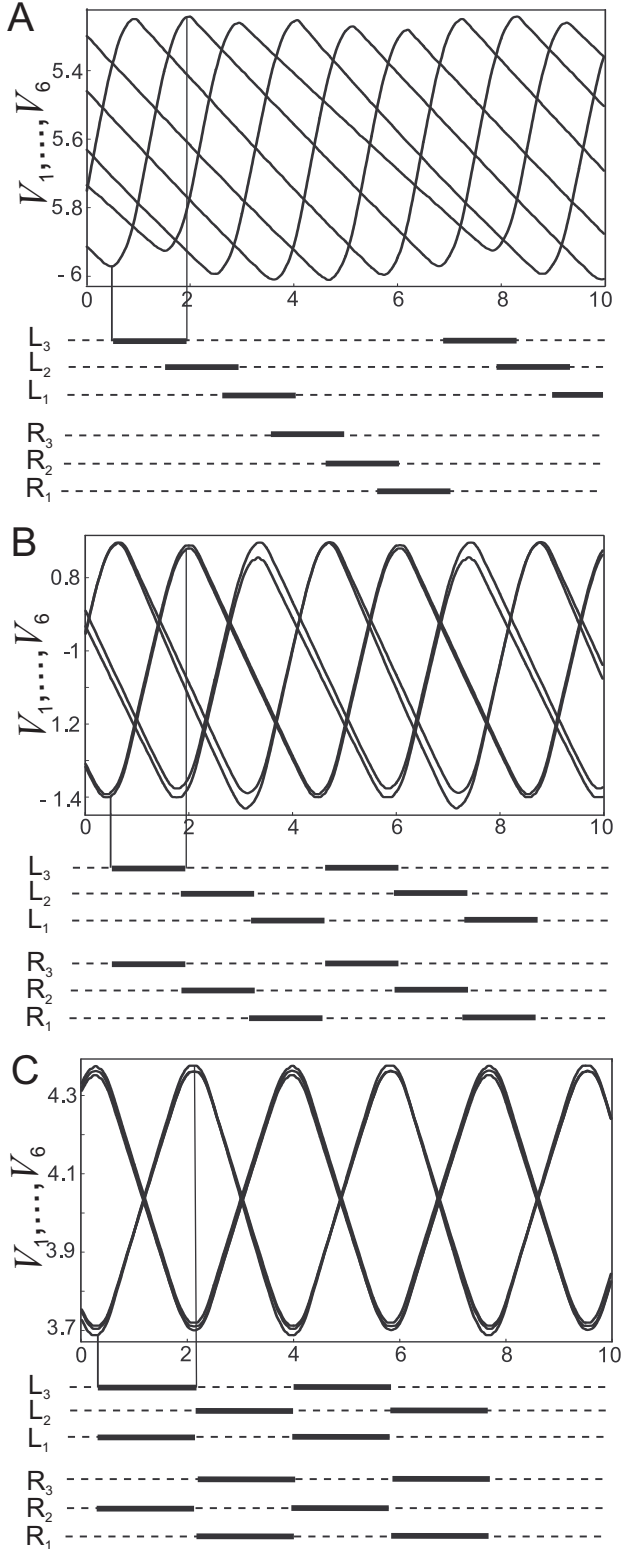 A
V1,...,V6
5.4
5.6
5.8
- 6
0 2 4 6 8 10
L3
L2
L1
R3
R2
R1
B
V1,...,V6
0.8
-1
1.2
- 1.4
0 2 4 6 8 10
L3
L2
L1
R3
R2
R1
C
V1,...,V6
4.3
4.1
3.9
3.7
0 2 4 6 8 10
L3
L2
L1
R3
R2
R1